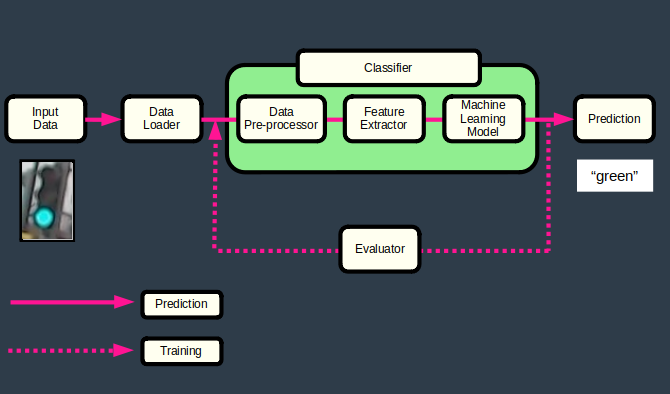 Classifier
Input
Data
Data
Loader
Data
Pre-processor
Feature
Extractor
Machine
Learning
Model
Prediction
“green”
Evaluator
Prediction
Training